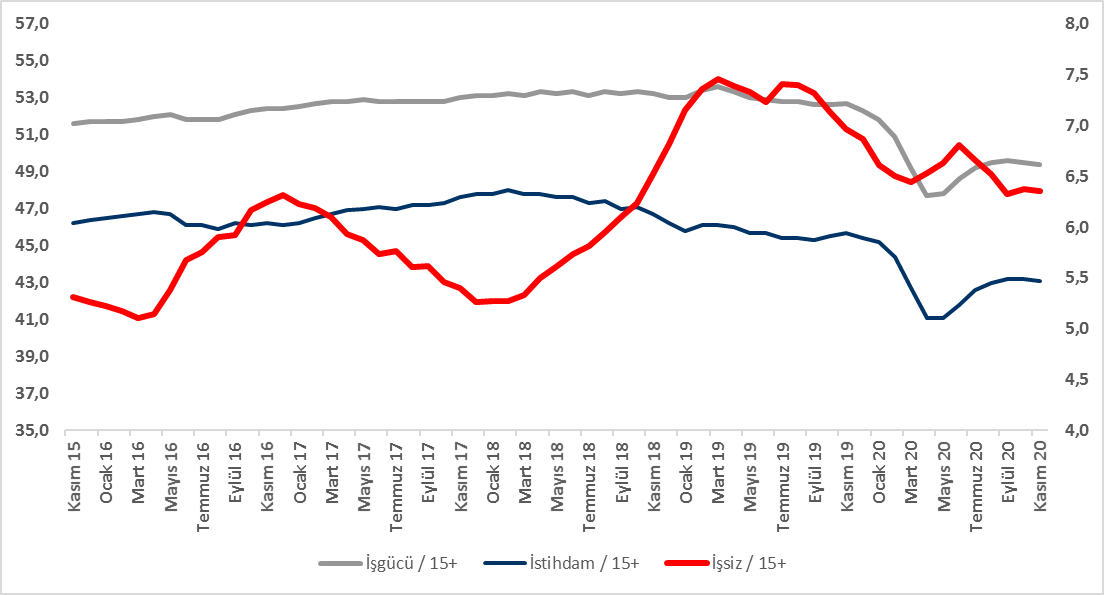 57,0
55,0
53,0
51,0
49,0
47,0
45,0
43,0
41,0
39,0
37,0
35,0
8,0
7,5
7,0
6,5
6,0
5,5
5,0
4,5
4,0
Kasım 15
Ocak 16
Mart 16
Mayıs 16
Temmuz 16
Eylül 16
Kasım 16
Ocak 17
Mart 17
Mayıs 17
Temmuz 17
Eylül 17
Kasım 17
Ocak 18
Mart 18
Mayıs 18
Temmuz 18
Eylül 18
Kasım 18
Ocak 19
Mart 19
Mayıs 19
Temmuz 19
Eylül 19
Kasım 19
Ocak 20
Mart 20
Mayıs 20
Temmuz 20
Eylül 20
Kasım 20
İşgücü / 15+ İstihdam / 15+ İşsiz / 15+